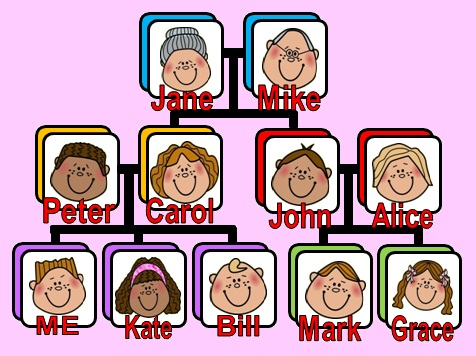 Jane Mike
Peter Carol John Alice
ME Kate Bill Mark Grace